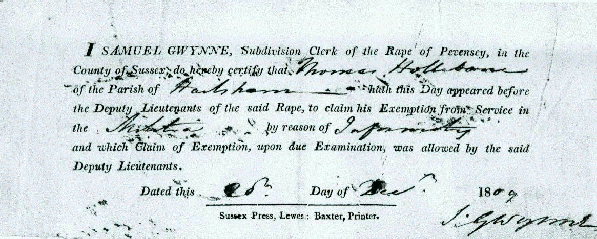 I SAMUEL GWYNNE, Subdivision Clerk of the Rape of Pevensey, in the
County of Sussex, do hereby certify that Thomas Hollebone
of the Parish of Hailsham hath this Day appeared before
the Deputy Lieutenants of the said Rape, to claim his Exemption from Service in
the Militia by reason of Infirmity
and which Claim of Exemption, upon due Examination, was allowed by the said
Deputy Lieutenants.
Dated this Day of Decr. 1809
Sussex Press, Lewes: Baxter, Printer.
S. Gwynne